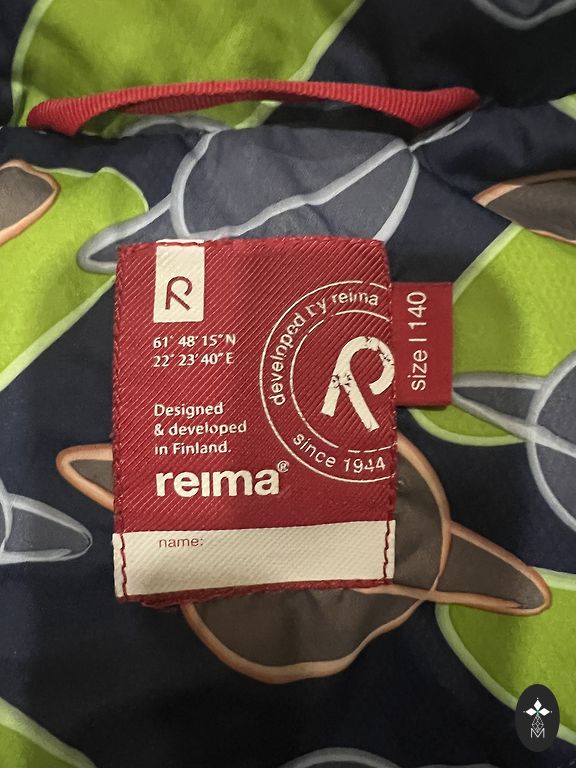 R
61° 48' 15" N
22° 23' 40" E
Designed
& developed
in Finland.
reima®
developed by reima
R
since 1944
size | 140
name:
M